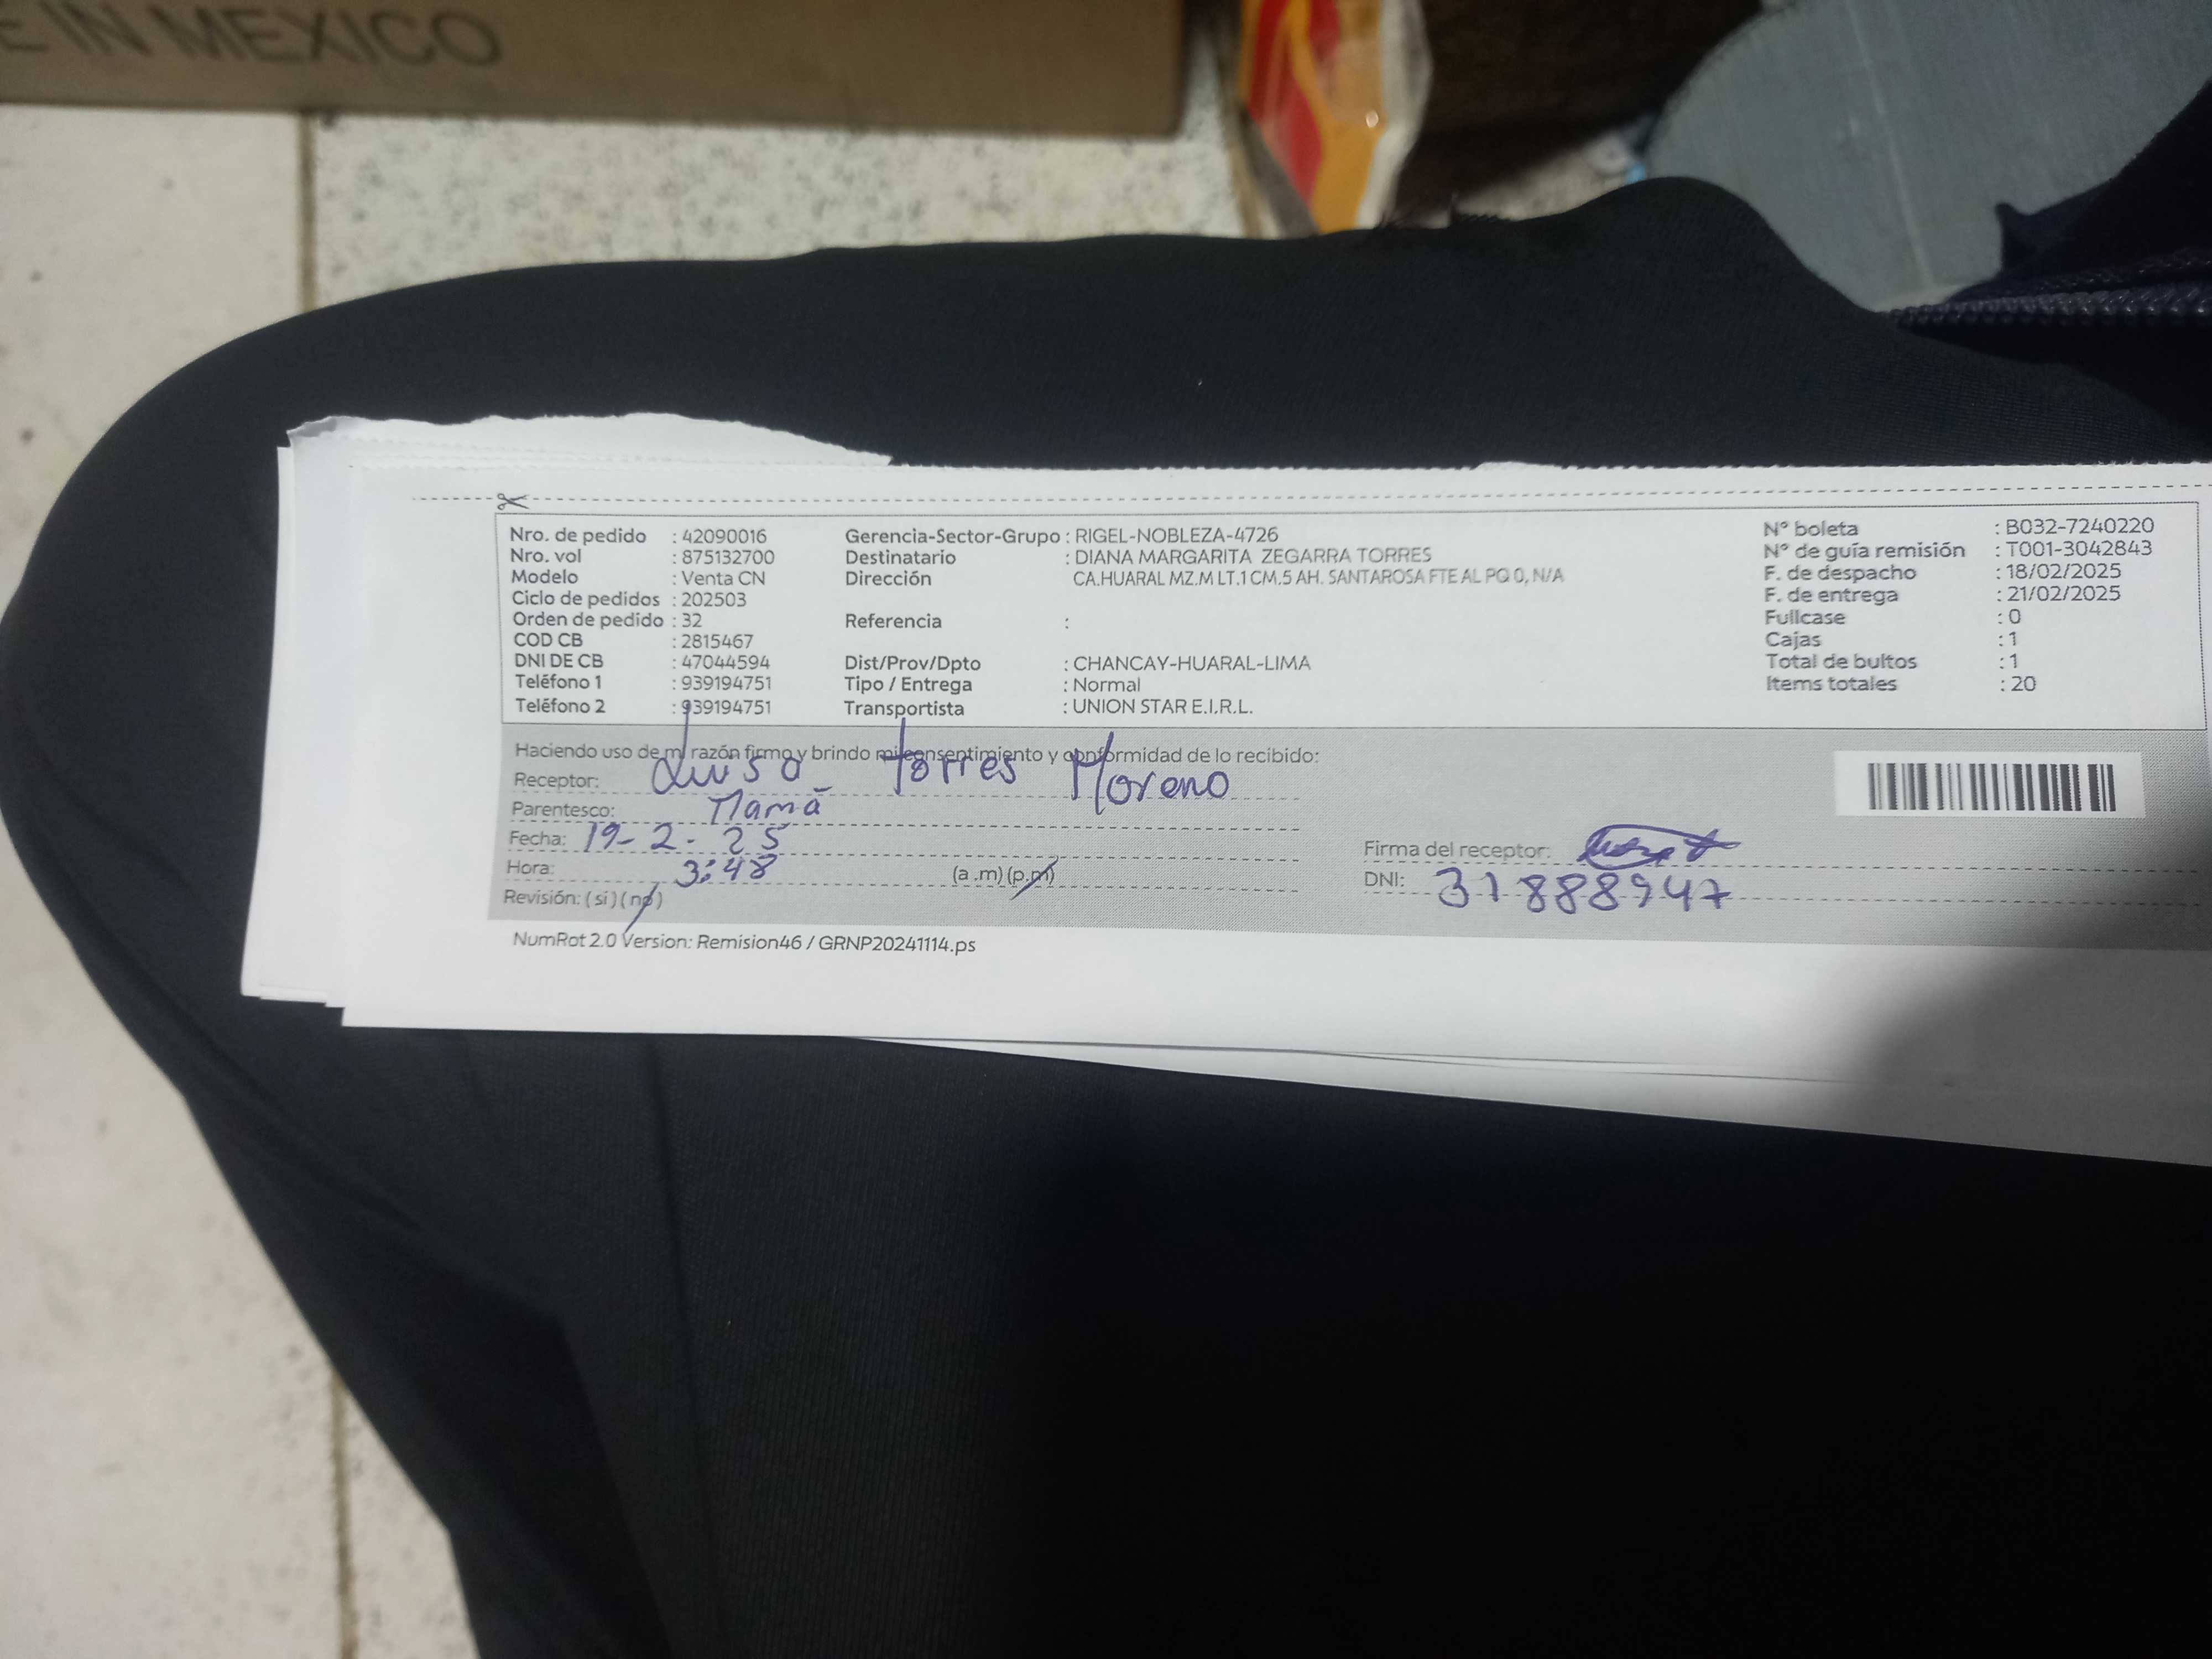 E IN MEXICO
Nro. de pedido : 42090016
Nro. vol : 875132700
Modelo : Venta CN
Ciclo de pedidos : 202503
Orden de pedido : 32
COD CB : 2815467
DNI DE CB : 47044594
Teléfono 1 : 939194751
Teléfono 2 : 939194751
Gerencia-Sector-Grupo : RIGEL-NOBLEZA-4726
Destinatario : DIANA MARGARITA ZEGARRA TORRES
Dirección CA.HUARAL MZ.M LT.1 CM.5 AH. SANTAROSA FTE AL PQ 0, N/A
Referencia :
Dist/Prov/Dpto : CHANCAY-HUARAL-LIMA
Tipo / Entrega : Normal
Transportista : UNION STAR E.I.R.L.
N° boleta : B032-7240220
N° de guía remisión : T001-3042843
F. de despacho : 18/02/2025
F. de entrega : 21/02/2025
Fullcase : 0
Cajas : 1
Total de bultos : 1
Items totales : 20
Haciendo uso de mi razón firmo y brindo mi consentimiento y conformidad de lo recibido:
Receptor: Luisa Torres Moreno
Parentesco: Mamá
Fecha: 19-2-25
Hora: 3:48 (a .m) (p.m)
Revisión: ( si ) ( no )
Firma del receptor:
DNI: 318888947
NumRot 2.0 Version: Remision46 / GRNP20241114.ps